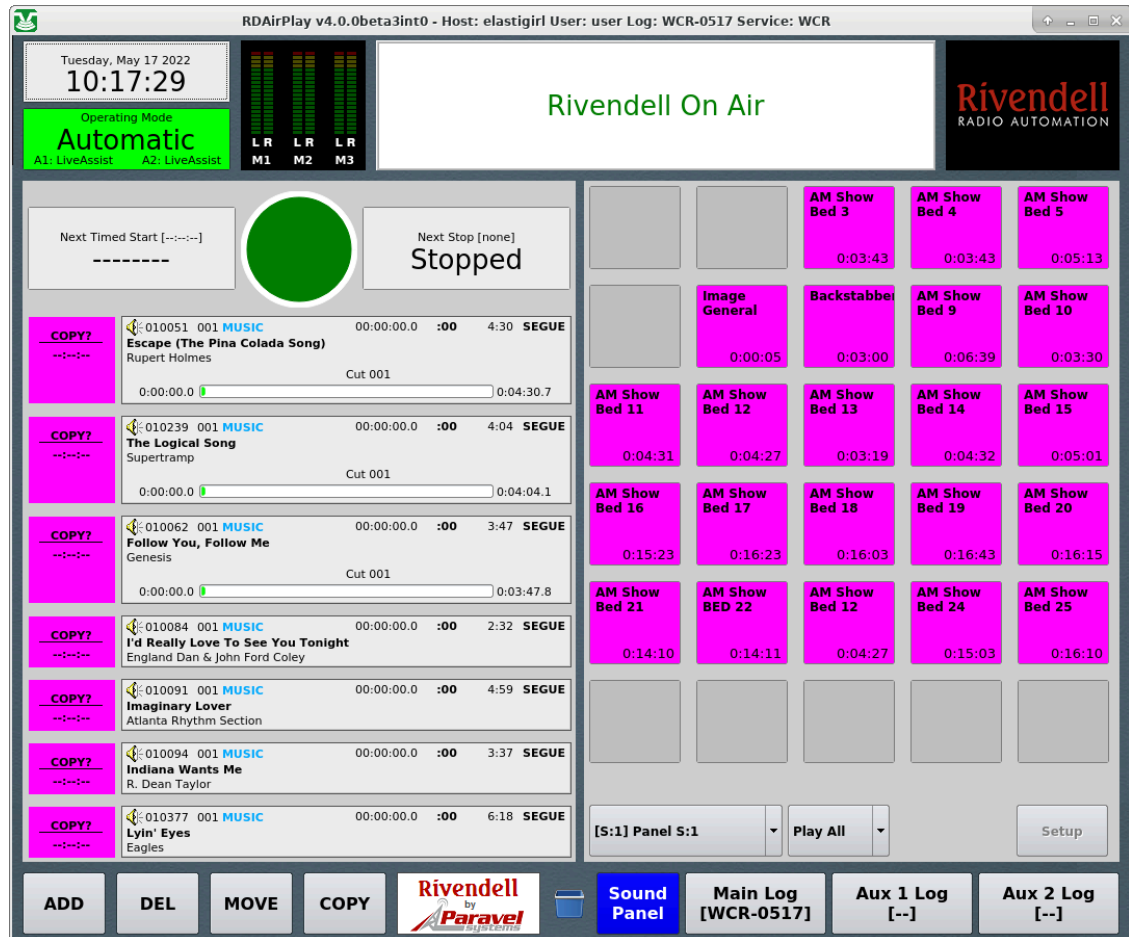 RDAirPlay v4.0.0beta3int0 - Host: elastigirl User: user Log: WCR-0517 Service: WCR
Tuesday, May 17 2022
10:17:29
Operating Mode
Automatic
A1: LiveAssist A2: LiveAssist
L R L R L R
M1 M2 M3
Rivendell On Air
Rivendell
RADIO AUTOMATION
Next Timed Start [--:--:--]
--------
Next Stop [none]
Stopped
COPY?
--:--:--
010051 001 MUSIC 00:00:00.0 :00 4:30 SEGUE
Escape (The Pina Colada Song)
Rupert Holmes
Cut 001
0:00:00.0 0:04:30.7
COPY?
--:--:--
010239 001 MUSIC 00:00:00.0 :00 4:04 SEGUE
The Logical Song
Supertramp
Cut 001
0:00:00.0 0:04:04.1
COPY?
--:--:--
010062 001 MUSIC 00:00:00.0 :00 3:47 SEGUE
Follow You, Follow Me
Genesis
Cut 001
0:00:00.0 0:03:47.8
COPY?
--:--:--
010084 001 MUSIC 00:00:00.0 :00 2:32 SEGUE
I'd Really Love To See You Tonight
England Dan & John Ford Coley
COPY?
--:--:--
010091 001 MUSIC 00:00:00.0 :00 4:59 SEGUE
Imaginary Lover
Atlanta Rhythm Section
COPY?
--:--:--
010094 001 MUSIC 00:00:00.0 :00 3:37 SEGUE
Indiana Wants Me
R. Dean Taylor
COPY?
--:--:--
010377 001 MUSIC 00:00:00.0 :00 6:18 SEGUE
Lyin' Eyes
Eagles
AM Show AM Show AM Show
Bed 3 Bed 4 Bed 5
0:03:43 0:03:43 0:05:13
Image Backstabber AM Show AM Show
General Bed 9 Bed 10
0:00:05 0:03:00 0:06:39 0:03:30
AM Show AM Show AM Show AM Show AM Show
Bed 11 Bed 12 Bed 13 Bed 14 Bed 15
0:04:31 0:04:27 0:03:19 0:04:32 0:05:01
AM Show AM Show AM Show AM Show AM Show
Bed 16 Bed 17 Bed 18 Bed 19 Bed 20
0:15:23 0:16:23 0:16:03 0:16:43 0:16:15
AM Show AM Show AM Show AM Show AM Show
Bed 21 BED 22 Bed 12 Bed 24 Bed 25
0:14:10 0:14:11 0:04:27 0:15:03 0:16:10
[S:1] Panel S:1 Play All Setup
ADD DEL MOVE COPY
Rivendell
by
Paravel
systems
Sound
Panel
Main Log
[WCR-0517]
Aux 1 Log
[--]
Aux 2 Log
[--]